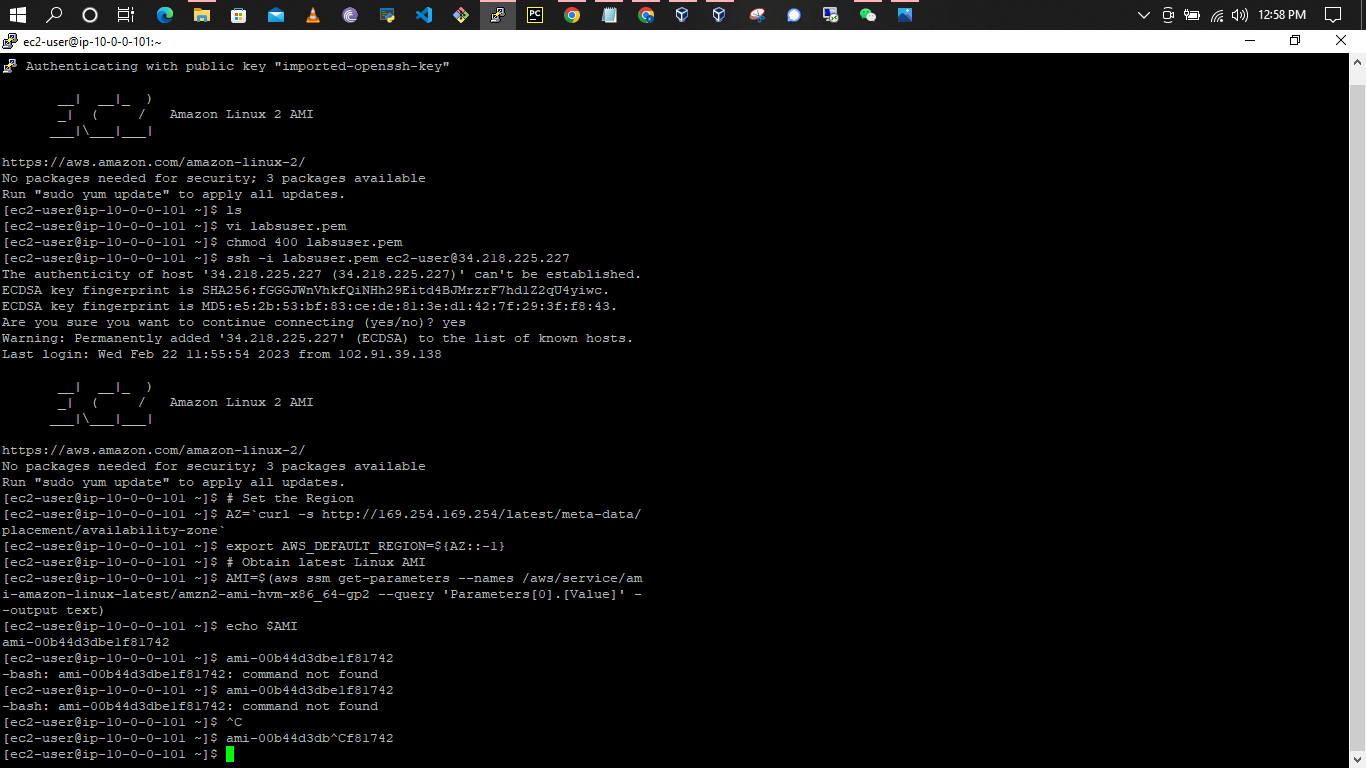 12:58 PM
ec2-user@ip-10-0-0-101:~
Authenticating with public key "imported-openssh-key"
__|  __|_  )
_|  (     /   Amazon Linux 2 AMI
___|\___|___|
https://aws.amazon.com/amazon-linux-2/
No packages needed for security; 3 packages available
Run "sudo yum update" to apply all updates.
[ec2-user@ip-10-0-0-101 ~]$ ls
[ec2-user@ip-10-0-0-101 ~]$ vi labsuser.pem
[ec2-user@ip-10-0-0-101 ~]$ chmod 400 labsuser.pem
[ec2-user@ip-10-0-0-101 ~]$ ssh -i labsuser.pem ec2-user@34.218.225.227
The authenticity of host '34.218.225.227 (34.218.225.227)' can't be established.
ECDSA key fingerprint is SHA256:fGGGJWnVhkfQiNHh29Eitd4BJMrzrF7hd1Z2qU4yiwc.
ECDSA key fingerprint is MD5:e5:2b:53:bf:83:ce:de:81:3e:d1:42:7f:29:3f:f8:43.
Are you sure you want to continue connecting (yes/no)? yes
Warning: Permanently added '34.218.225.227' (ECDSA) to the list of known hosts.
Last login: Wed Feb 22 11:55:54 2023 from 102.91.39.138
__|  __|_  )
_|  (     /   Amazon Linux 2 AMI
___|\___|___|
https://aws.amazon.com/amazon-linux-2/
No packages needed for security; 3 packages available
Run "sudo yum update" to apply all updates.
[ec2-user@ip-10-0-0-101 ~]$ # Set the Region
[ec2-user@ip-10-0-0-101 ~]$ AZ=`curl -s http://169.254.169.254/latest/meta-data/
placement/availability-zone`
[ec2-user@ip-10-0-0-101 ~]$ export AWS_DEFAULT_REGION=${AZ::-1}
[ec2-user@ip-10-0-0-101 ~]$ # Obtain latest Linux AMI
[ec2-user@ip-10-0-0-101 ~]$ AMI=$(aws ssm get-parameters --names /aws/service/am
i-amazon-linux-latest/amzn2-ami-hvm-x86_64-gp2 --query 'Parameters[0].[Value]' -
-output text)
[ec2-user@ip-10-0-0-101 ~]$ echo $AMI
ami-00b44d3dbe1f81742
[ec2-user@ip-10-0-0-101 ~]$ ami-00b44d3dbe1f81742
-bash: ami-00b44d3dbe1f81742: command not found
[ec2-user@ip-10-0-0-101 ~]$ ami-00b44d3dbe1f81742
-bash: ami-00b44d3dbe1f81742: command not found
[ec2-user@ip-10-0-0-101 ~]$ ^C
[ec2-user@ip-10-0-0-101 ~]$ ami-00b44d3db^Cf81742
[ec2-user@ip-10-0-0-101 ~]$